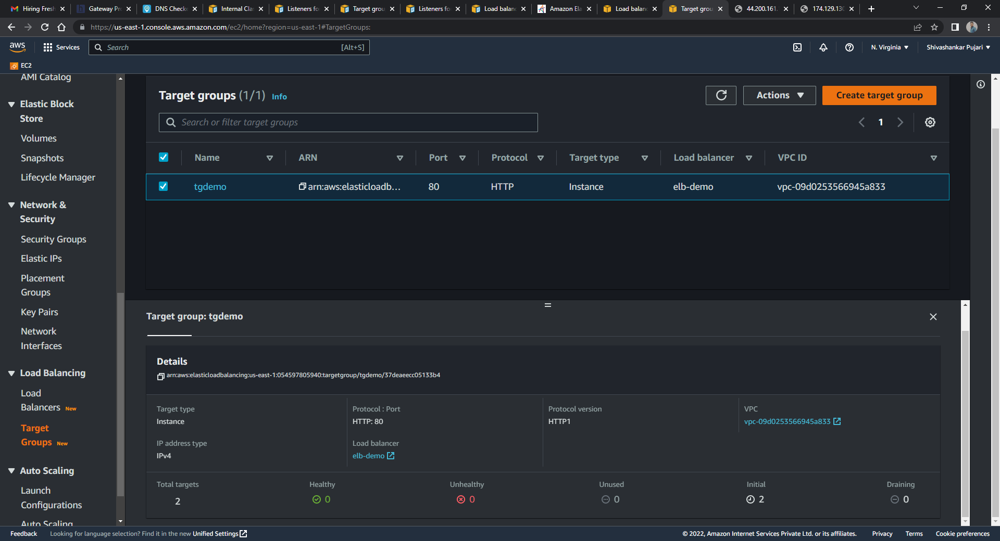 Hiring Fresh
Gateway Pro
DNS Checke
Internal Cla
Listeners fo
Target grou
Listeners fo
Load balanc
Amazon Ela
Load balanc
Target grou
44.200.161.
174.129.130
https://us-east-1.console.aws.amazon.com/ec2/home?region=us-east-1#TargetGroups:
aws
Services
Search
[Alt+S]
N. Virginia
Shivashankar Pujari
EC2
AMI Catalog
Elastic Block
Store
Volumes
Snapshots
Lifecycle Manager
Network &
Security
Security Groups
Elastic IPs
Placement
Groups
Key Pairs
Network
Interfaces
Load Balancing
Load
Balancers New
Target
Groups New
Auto Scaling
Launch
Configurations
Auto Scaling
Target groups (1/1) Info
Actions
Create target group
Search or filter target groups
1
Name ARN Port Protocol Target type Load balancer VPC ID
tgdemo arn:aws:elasticloadb... 80 HTTP Instance elb-demo vpc-09d0253566945a833
Target group: tgdemo
Details
arn:aws:elasticloadbalancing:us-east-1:054597805940:targetgroup/tgdemo/37deaeecc05133b4
Target type
Instance
Protocol : Port
HTTP: 80
Protocol version
HTTP1
VPC
vpc-09d0253566945a833
IP address type
IPv4
Load balancer
elb-demo
Total targets
2
Healthy
0
Unhealthy
0
Unused
0
Initial
2
Draining
0
Feedback
Looking for language selection? Find it in the new Unified Settings
© 2022, Amazon Internet Services Private Ltd. or its affiliates.
Privacy
Terms
Cookie preferences